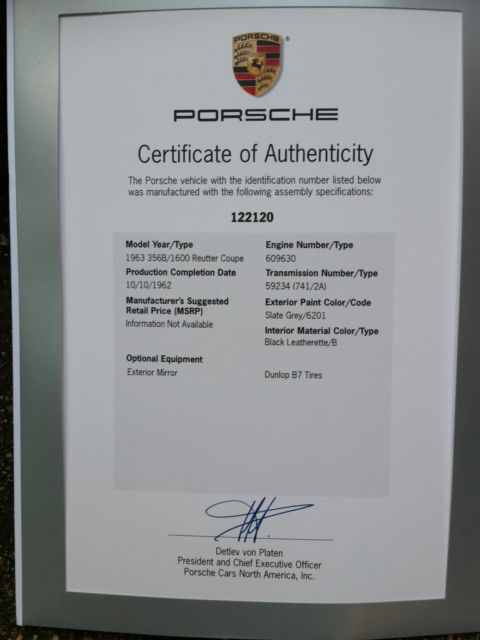 PORSCHE
PORSCHE
Certificate of Authenticity
The Porsche vehicle with the identification number listed below
was manufactured with the following assembly specifications:
122120
Model Year/Type
1963 356B/1600 Reutter Coupe
Production Completion Date
10/10/1962
Manufacturer's Suggested
Retail Price (MSRP)
Information Not Available
Engine Number/Type
609630
Transmission Number/Type
59234 (741/2A)
Exterior Paint Color/Code
Slate Grey/6201
Interior Material Color/Type
Black Leatherette/B
Optional Equipment
Exterior Mirror
Dunlop B7 Tires
Detlev von Platen
President and Chief Executive Officer
Porsche Cars North America, Inc.